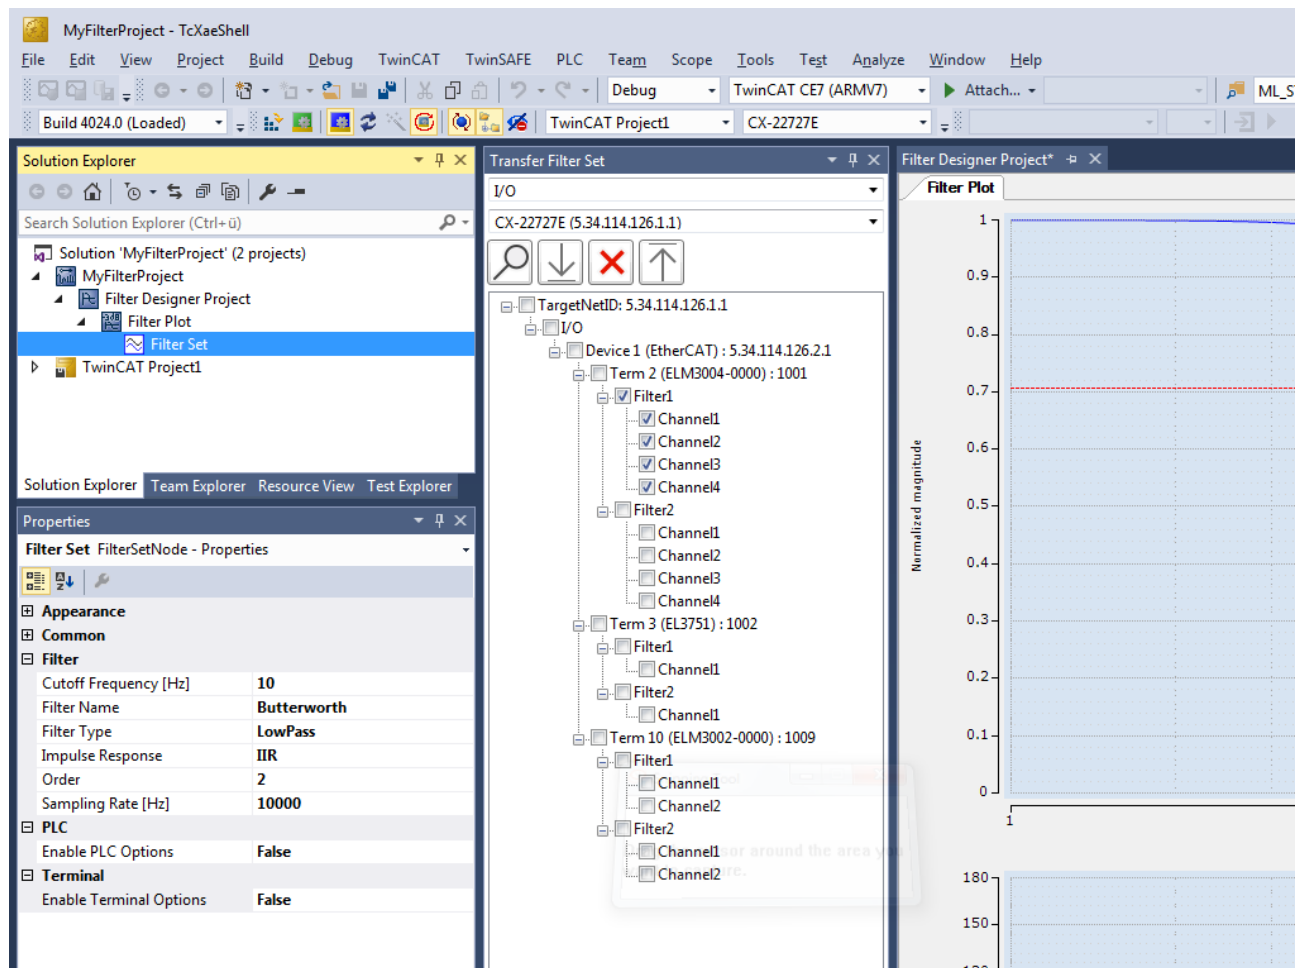 MyFilterProject - TcXaeShell
File Edit View Project Build Debug TwinCAT TwinSAFE PLC Team Scope Tools Test Analyze Window Help
Debug TwinCAT CE7 (ARMV7) Attach...
Build 4024.0 (Loaded) TwinCAT Project1 CX-22727E
Solution Explorer
Search Solution Explorer (Ctrl+ü)
Solution 'MyFilterProject' (2 projects)
MyFilterProject
Filter Designer Project
Filter Plot
Filter Set
TwinCAT Project1
Solution Explorer Team Explorer Resource View Test Explorer
Properties
Filter Set FilterSetNode - Properties
Appearance
Common
Filter
Cutoff Frequency [Hz] 10
Filter Name Butterworth
Filter Type LowPass
Impulse Response IIR
Order 2
Sampling Rate [Hz] 10000
PLC
Enable PLC Options False
Terminal
Enable Terminal Options False
Transfer Filter Set
I/O
CX-22727E (5.34.114.126.1.1)
TargetNetID: 5.34.114.126.1.1
I/O
Device 1 (EtherCAT) : 5.34.114.126.2.1
Term 2 (ELM3004-0000) : 1001
Filter1
Channel1
Channel2
Channel3
Channel4
Filter2
Channel1
Channel2
Channel3
Channel4
Term 3 (EL3751) : 1002
Filter1
Channel1
Filter2
Channel1
Term 10 (ELM3002-0000) : 1009
Filter1
Channel1
Channel2
Filter2
Channel1
Channel2
around the area
Filter Designer Project*
Filter Plot
Normalized magnitude
1
0.9
0.8
0.7
0.6
0.5
0.4
0.3
0.2
0.1
0
1
180
150